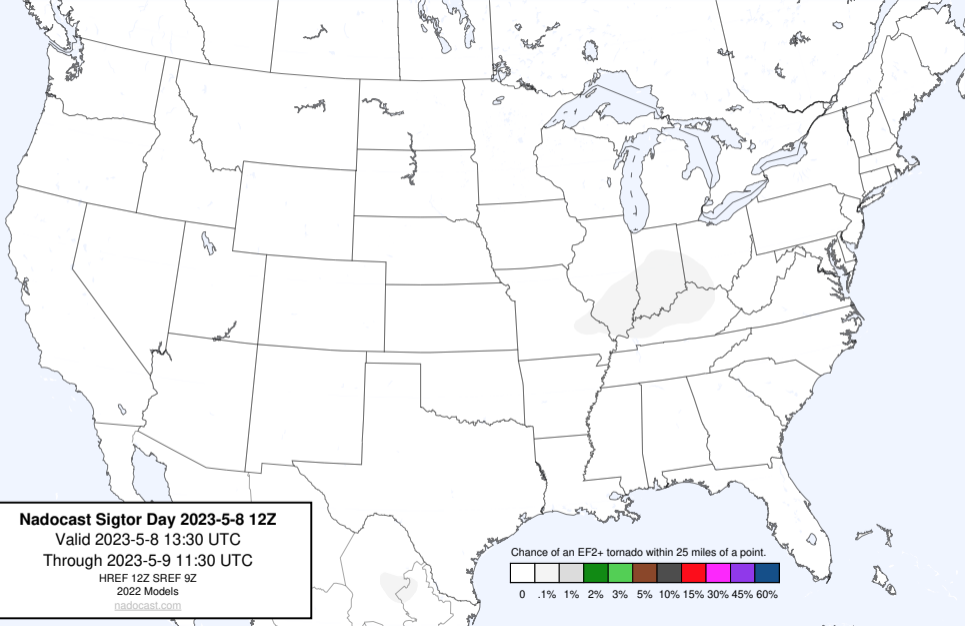 Nadocast Sigtor Day 2023-5-8 12Z
Valid 2023-5-8 13:30 UTC
Through 2023-5-9 11:30 UTC
HREF 12Z SREF 9Z
2022 Models
nadocast.com
Chance of an EF2+ tornado within 25 miles of a point.
0 .1% 1% 2% 3% 5% 10% 15% 30% 45% 60%